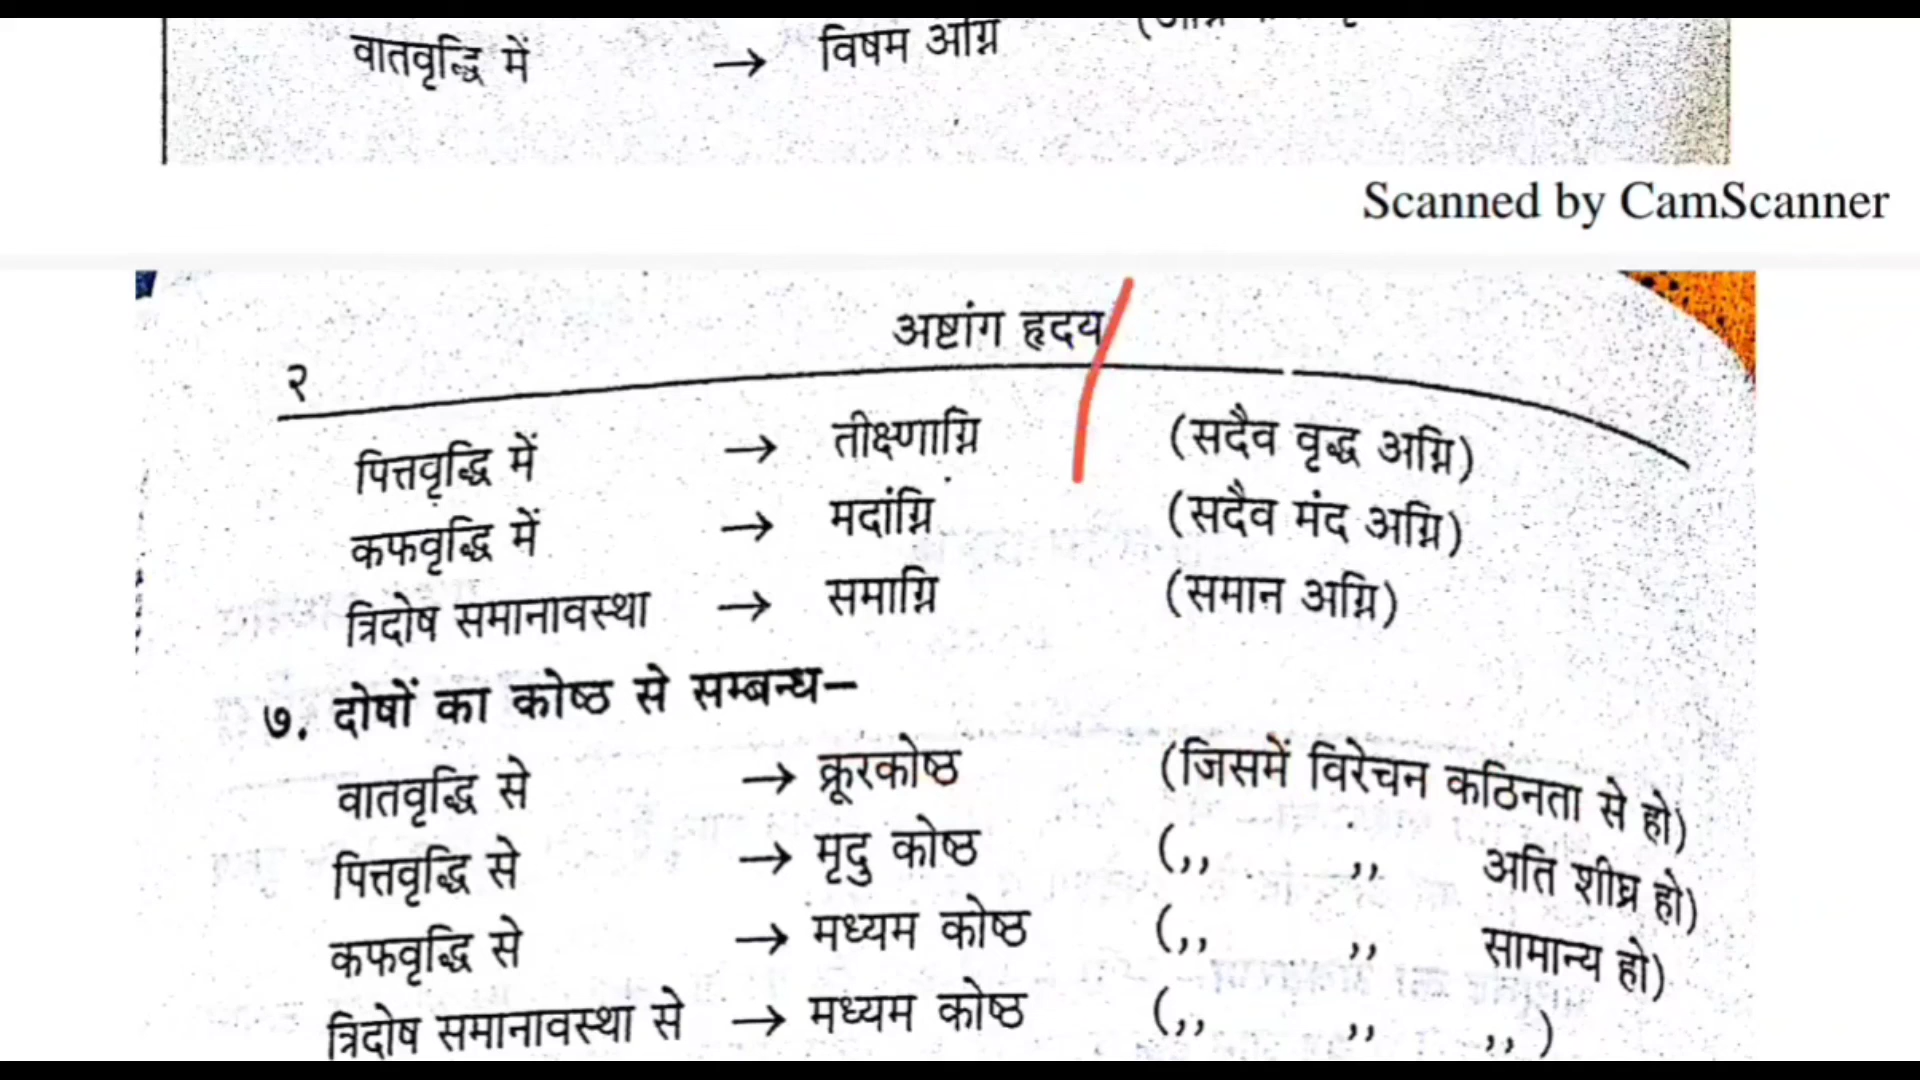 वातवृद्धि में → विषम अग्नि
Scanned by CamScanner
अष्टांग हृदय
२
पित्तवृद्धि में → तीक्ष्णाग्नि (सदैव वृद्ध अग्नि)
कफवृद्धि में → मदांग्नि (सदैव मंद अग्नि)
त्रिदोष समानावस्था → समाग्नि (समान अग्नि)
७. दोषों का कोष्ठ से सम्बन्ध–
वातवृद्धि से → क्रूरकोष्ठ (जिसमें विरेचन कठिनता से हो)
पित्तवृद्धि से → मृदु कोष्ठ (,, ,, अति शीघ्र हो)
कफवृद्धि से → मध्यम कोष्ठ (,, ,, सामान्य हो)
त्रिदोष समानावस्था से → मध्यम कोष्ठ (,, ,, ,,)